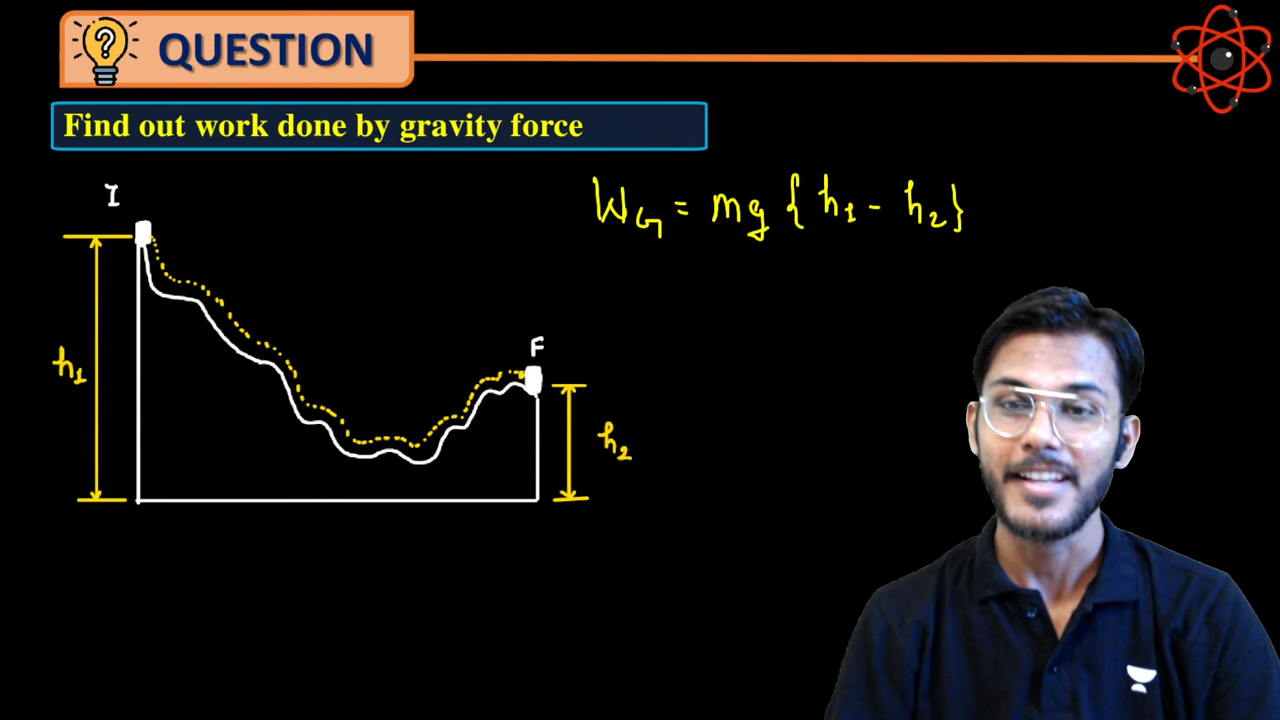 QUESTION
Find out work done by gravity force
I
W_G = mg {h₁ - h₂}
F
h₁
h₂